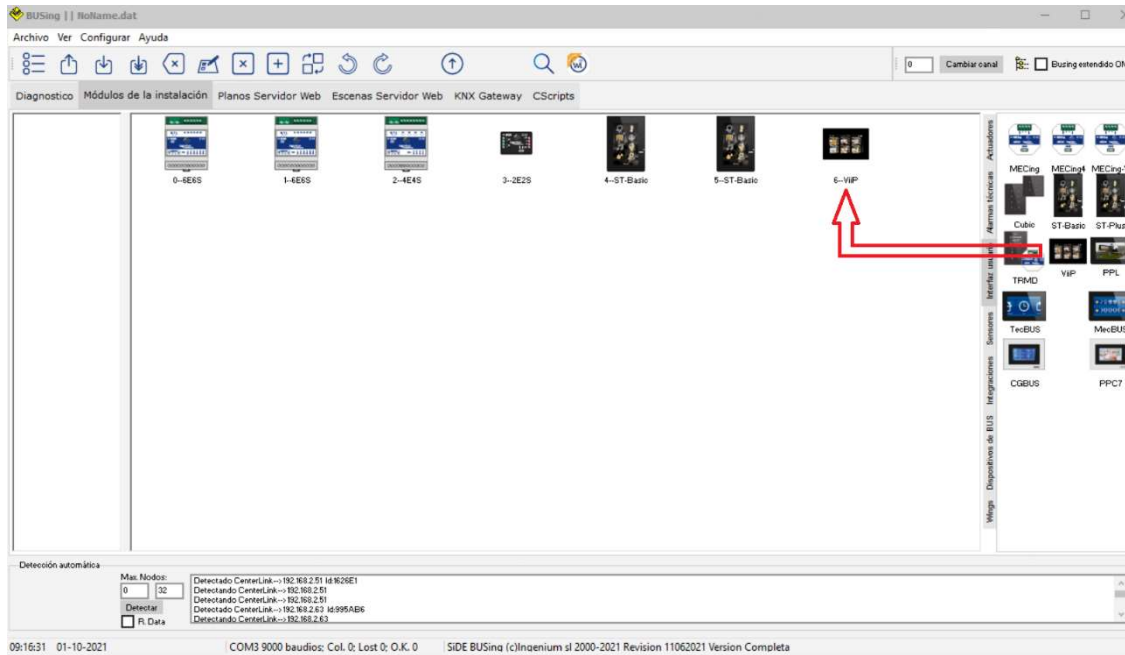 BUSing || NoName.dat
Archivo Ver Configurar Ayuda
0 Cambiar canal Busing extendido ON
Diagnostico Módulos de la instalación Planos Servidor Web Escenas Servidor Web KNX Gateway CScripts
0--6E6S 1--6E6S 2--4E4S 3--2E2S 4--ST-Basic 5--ST-Basic 6--ViiP
Actuadores
Alarmas técnicas
Interfaz usuario
Sensores
Integraciones
Dispositivos de BUS
Wings
MECing MECing4 MECing-
Cubic ST-Basic ST-Plus
TRMD ViiP PPL
TecBUS MecBUS
CGBUS PPC7
Detección automática
Max. Nodos:
0 32
Detectar
Fl. Data
Detectado CenterLink-->192.168.2.51 Id:1626E1
Detectando CenterLink-->192.168.2.51
Detectando CenterLink-->192.168.2.51
Detectado CenterLink-->192.168.2.63 Id:995AB6
Detectando CenterLink-->192.168.2.63
09:16:31 01-10-2021 COM3 9000 baudios; Col. 0; Lost 0; O.K. 0 SiDE BUSing (c)Ingenium sl 2000-2021 Revision 11062021 Version Completa